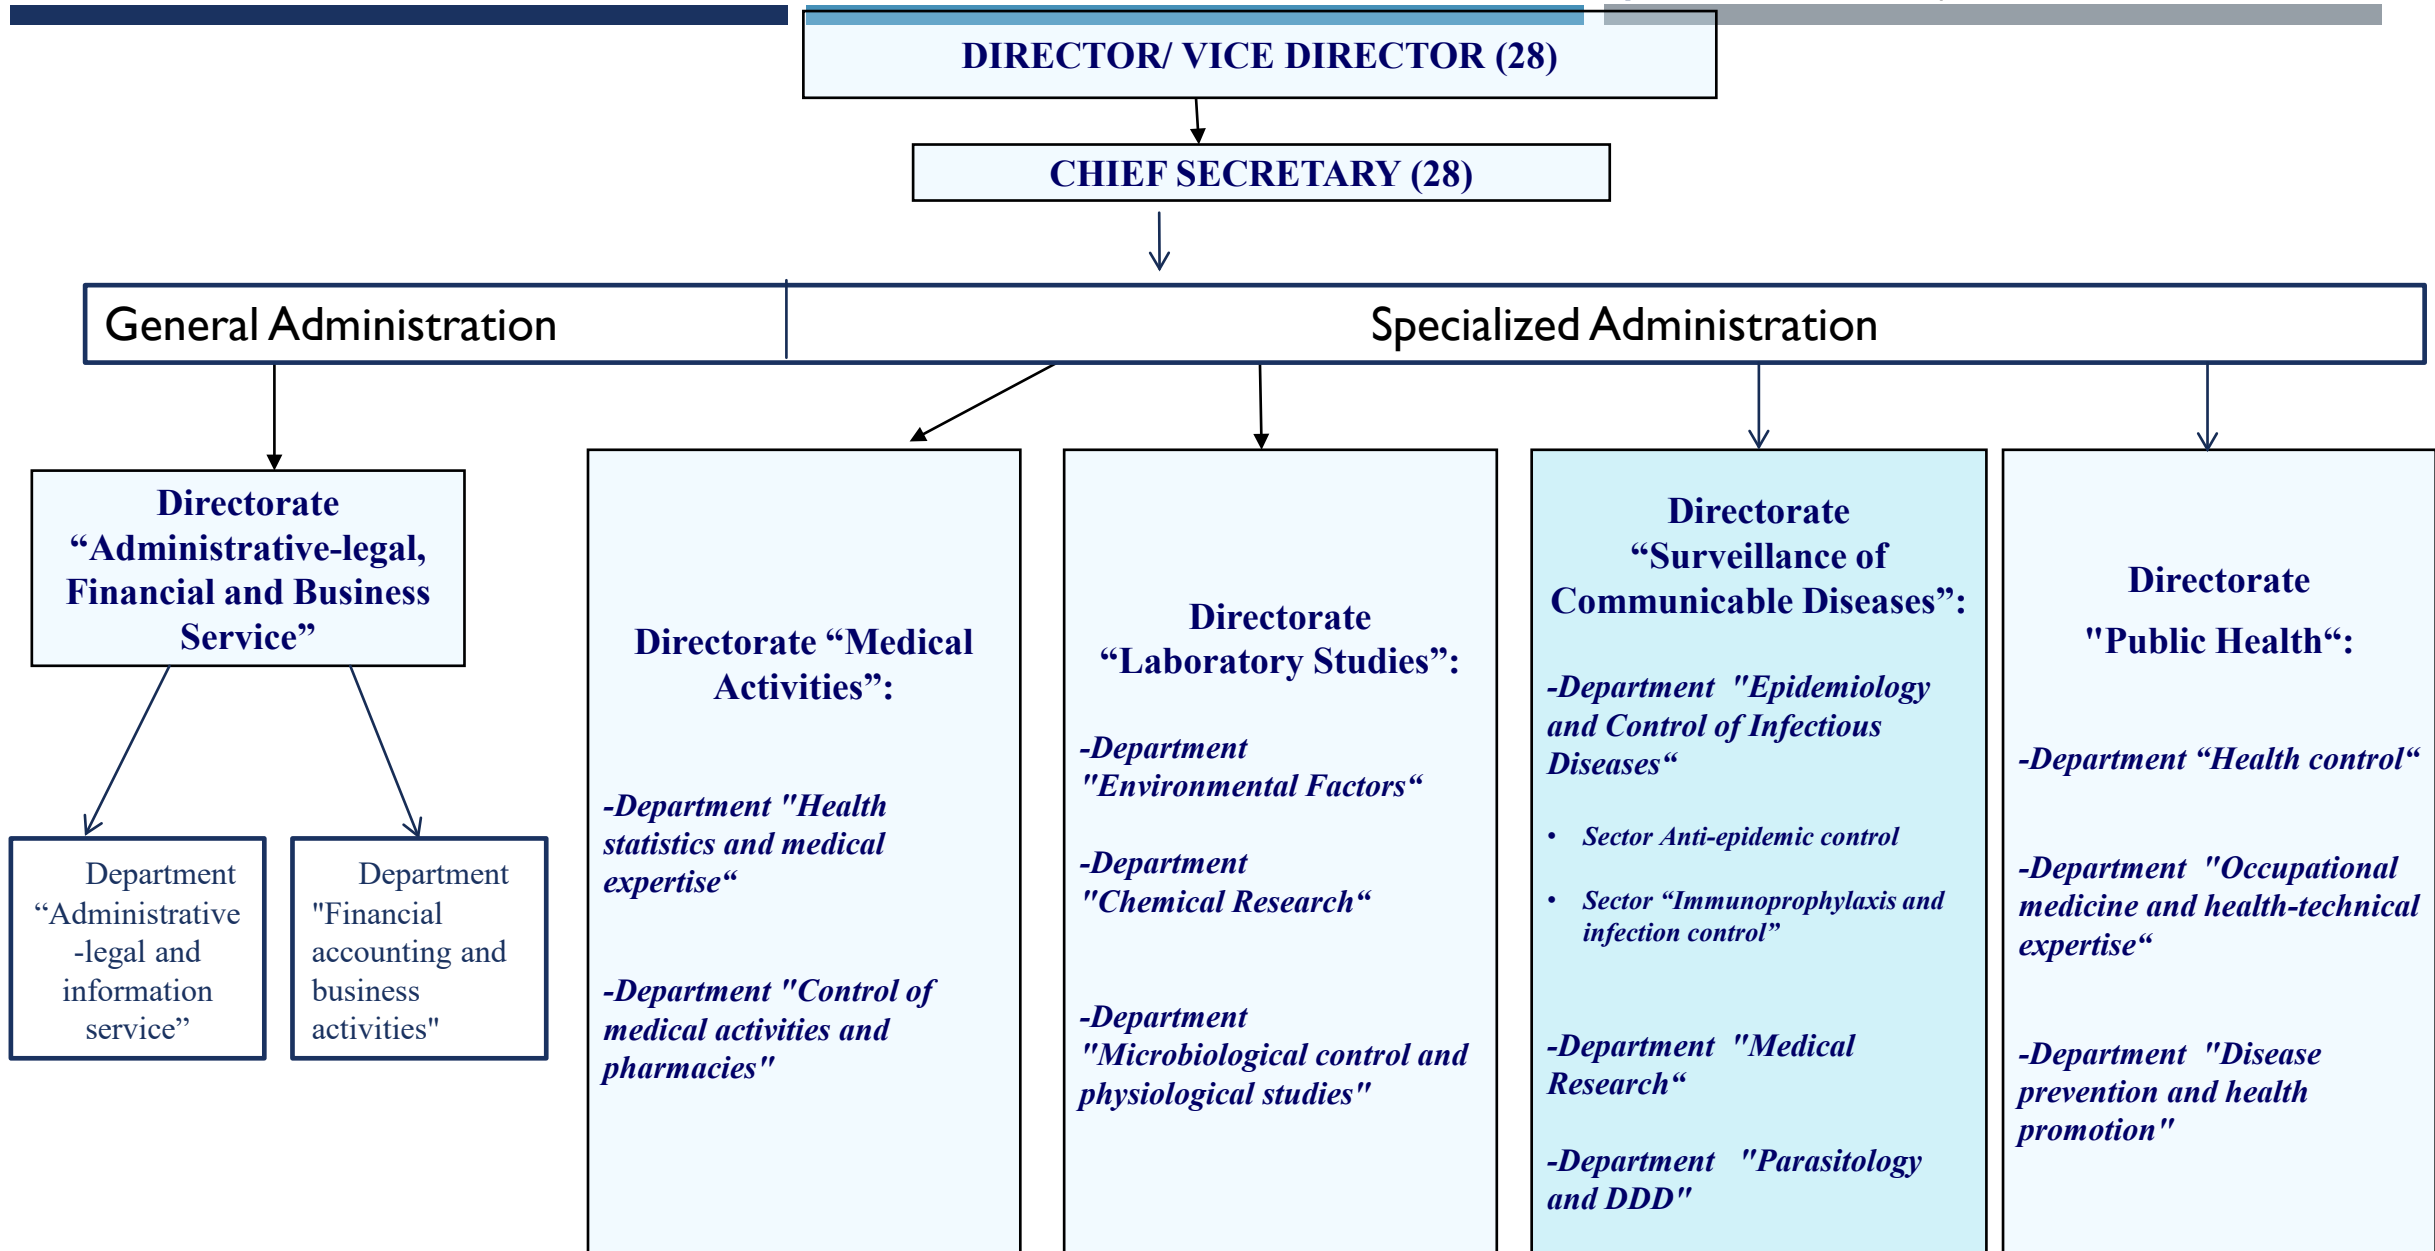 DIRECTOR/ VICE DIRECTOR (28)
CHIEF SECRETARY (28)
General Administration
Specialized Administration
Directorate
“Administrative-legal,
Financial and Business
Service”
Department
“Administrative
-legal and
information
service”
Department
"Financial
accounting and
business
activities"
Directorate “Medical
Activities”:
-Department "Health
statistics and medical
expertise“
-Department "Control of
medical activities and
pharmacies"
Directorate
“Laboratory Studies”:
-Department
"Environmental Factors“
-Department
"Chemical Research“
-Department
"Microbiological control and
physiological studies"
Directorate
“Surveillance of
Communicable Diseases”:
-Department "Epidemiology
and Control of Infectious
Diseases“
• Sector Anti-epidemic control
• Sector “Immunoprophylaxis and
infection control”
-Department "Medical
Research“
-Department "Parasitology
and DDD"
Directorate
"Public Health“:
-Department “Health control“
-Department "Occupational
medicine and health-technical
expertise“
-Department "Disease
prevention and health
promotion"